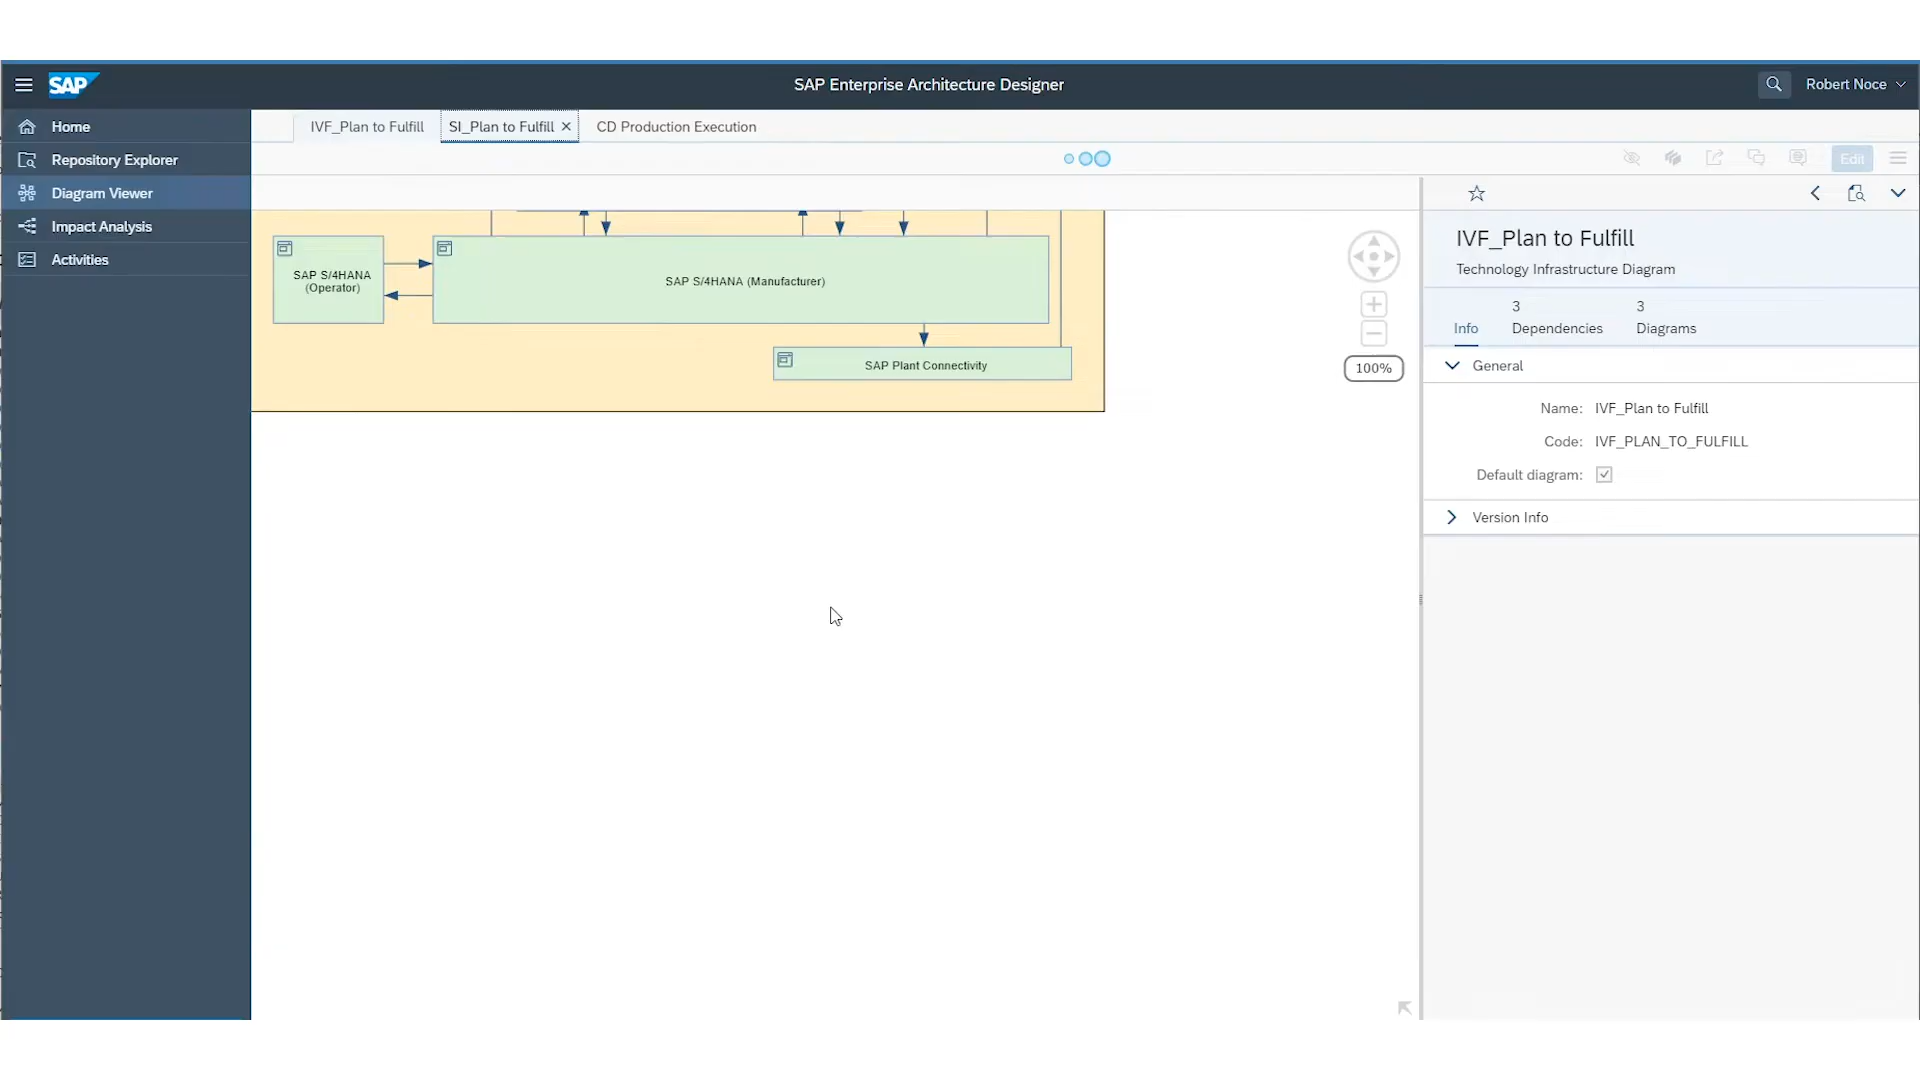 SAP
SAP Enterprise Architecture Designer
Robert Noce
Home
Repository Explorer
Diagram Viewer
Impact Analysis
Activities
IVF_Plan to Fulfill
SI_Plan to Fulfill
CD Production Execution
Edit
SAP S/4HANA
(Operator)
SAP S/4HANA (Manufacturer)
SAP Plant Connectivity
100%
IVF_Plan to Fulfill
Technology Infrastructure Diagram
Info
3
Dependencies
3
Diagrams
General
Name: IVF_Plan to Fulfill
Code: IVF_PLAN_TO_FULFILL
Default diagram:
Version Info